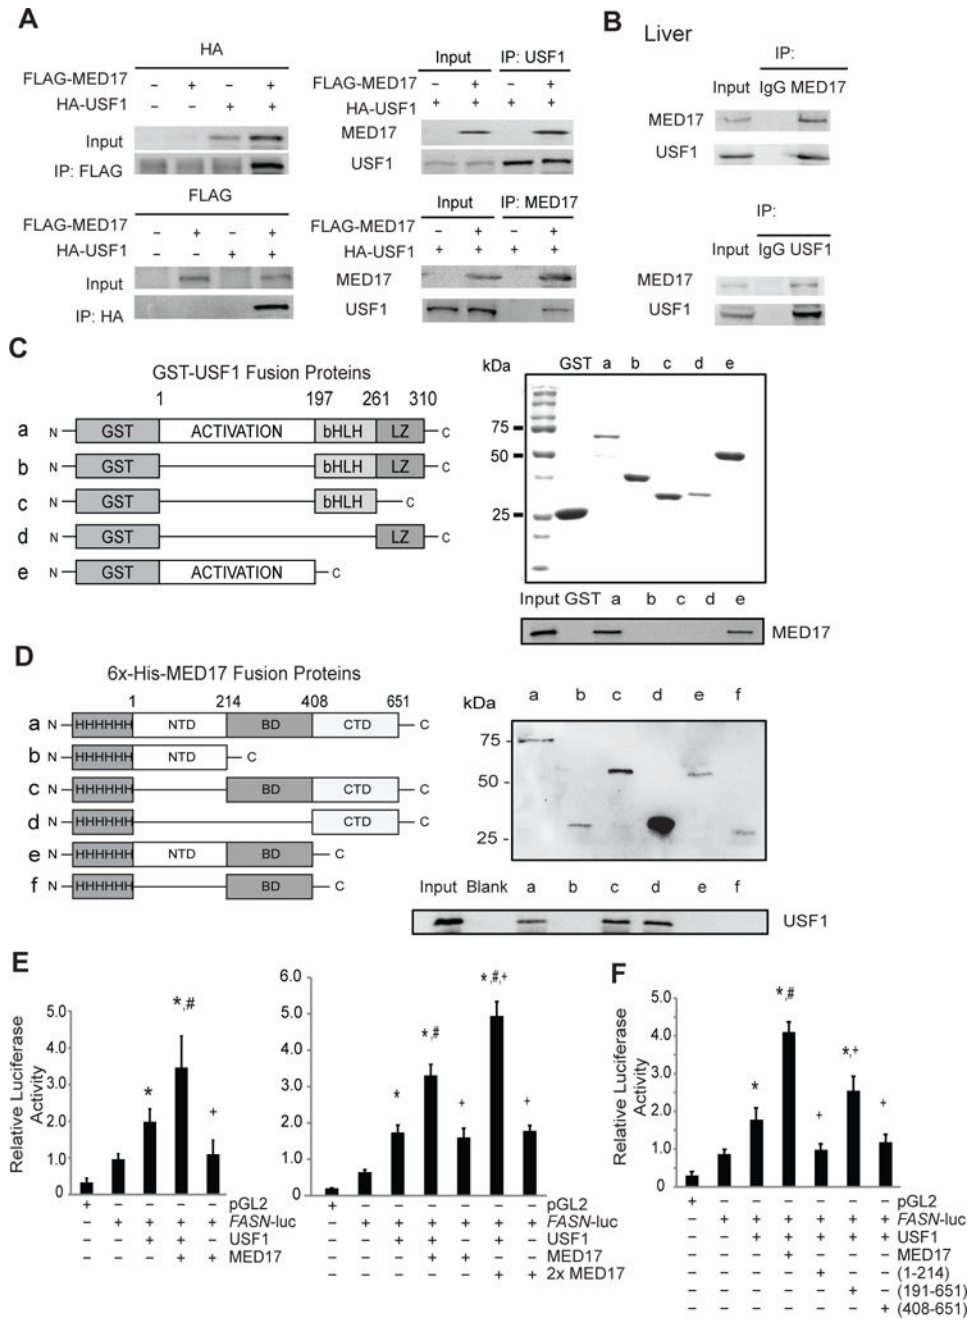 A
HA
FLAG-MED17 – + – +
HA-USF1 – – + +
Input
IP: FLAG
FLAG
FLAG-MED17 – + – +
HA-USF1 – – + +
Input
IP: HA
Input IP: USF1
FLAG-MED17 – + – +
HA-USF1 + + + +
MED17
USF1
Input IP: MED17
FLAG-MED17 – + – +
HA-USF1 + + + +
MED17
USF1
B
Liver
IP:
Input IgG MED17
MED17
USF1
IP:
Input IgG USF1
MED17
USF1
C
GST-USF1 Fusion Proteins
1 197 261 310
a N GST ACTIVATION bHLH LZ C
b N GST bHLH LZ C
c N GST bHLH C
d N GST LZ C
e N GST ACTIVATION C
kDa GST a b c d e
75
50
25
Input GST a b c d e
MED17
D
6x-His-MED17 Fusion Proteins
1 214 408 651
a N HHHHHH NTD BD CTD C
b N HHHHHH NTD C
c N HHHHHH BD CTD C
d N HHHHHH CTD C
e N HHHHHH NTD BD C
f N HHHHHH BD C
kDa a b c d e f
75 -
50 -
25 -
Input Blank a b c d e f
USF1
E
Relative Luciferase
Activity
5.0
4.0
3.0
2.0
1.0
0
* *,# +
+ – – – – pGL2
– + + + + FASN-luc
– – + + – USF1
– – – + + MED17
6.0
5.0
4.0
3.0
2.0
1.0
0
* *,# + *,#,+ +
+ – – – – – – pGL2
– + + + + + + FASN-luc
– – + + – + – USF1
– – – + + – – MED17
– – – – – + + 2x MED17
F
Relative Luciferase
Activity
5.0
4.0
3.0
2.0
1.0
0
* *,# + *,+ +
+ – – – – – – pGL2
– + + + + + + FASN-luc
– – + + + + + USF1
– – – + – – – MED17
– – – – + – – (1-214)
– – – – – + – (191-651)
– – – – – – + (408-651)